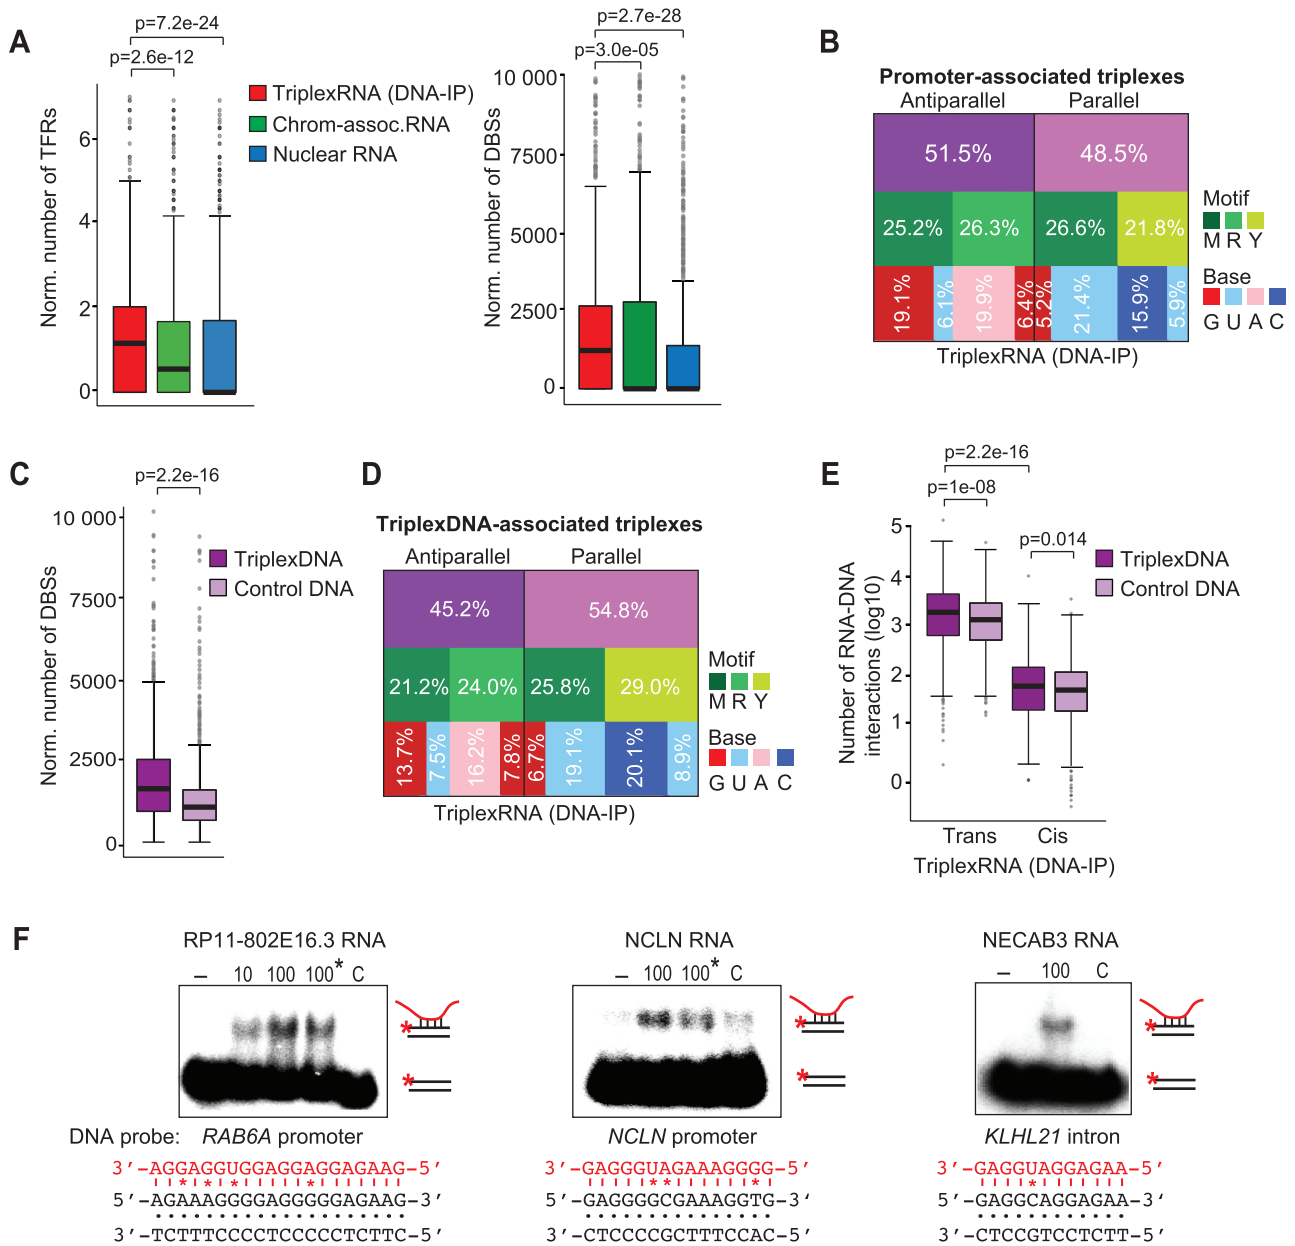 A
p=7.2e-24
p=2.6e-12
Norm. number of TFRs
6
4
2
0
TriplexRNA (DNA-IP)
Chrom-assoc.RNA
Nuclear RNA
p=2.7e-28
p=3.0e-05
Norm. number of DBSs
10 000
7500
5000
2500
0
B
Promoter-associated triplexes
Antiparallel Parallel
51.5% 48.5%
25.2% 26.3% 26.6% 21.8%
19.1% 6.1% 19.9% 6.4% 5.2% 21.4% 15.9% 5.9%
TriplexRNA (DNA-IP)
Motif
M R Y
Base
G U A C
C
p=2.2e-16
Norm. number of DBSs
10 000
7500
5000
2500
0
TriplexDNA
Control DNA
D
TriplexDNA-associated triplexes
Antiparallel Parallel
45.2% 54.8%
21.2% 24.0% 25.8% 29.0%
13.7% 7.5% 16.2% 7.8% 6.7% 19.1% 20.1% 8.9%
TriplexRNA (DNA-IP)
Motif
M R Y
Base
G U A C
E
p=2.2e-16
p=1e-08
p=0.014
Number of RNA-DNA
interactions (log10)
5
4
3
2
1
0
Trans Cis
TriplexRNA (DNA-IP)
TriplexDNA
Control DNA
F
RP11-802E16.3 RNA
– 10 100 100* C
*
*
DNA probe: RAB6A promoter
3′-AGGAGGUGGAGGAGGAGAAG-5′
* * * *
5′-AGAAAGGGGAGGGGGAGAAG-3‘
3′-TCTTTCCCCTCCCCCTCTTC-5‘
NCLN RNA
– 100 100* C
*
*
NCLN promoter
3′-GAGGGUAGAAAGGGG-5′
* * *
5′-GAGGGGCGAAAGGTG-3‘
3′-CTCCCCGCTTTCCAC-5‘
NECAB3 RNA
– 100 C
*
*
KLHL21 intron
3′-GAGGUAGGAGAA-5′
*
5′-GAGGCAGGAGAA-3‘
3′-CTCCGTCCTCTT-5‘